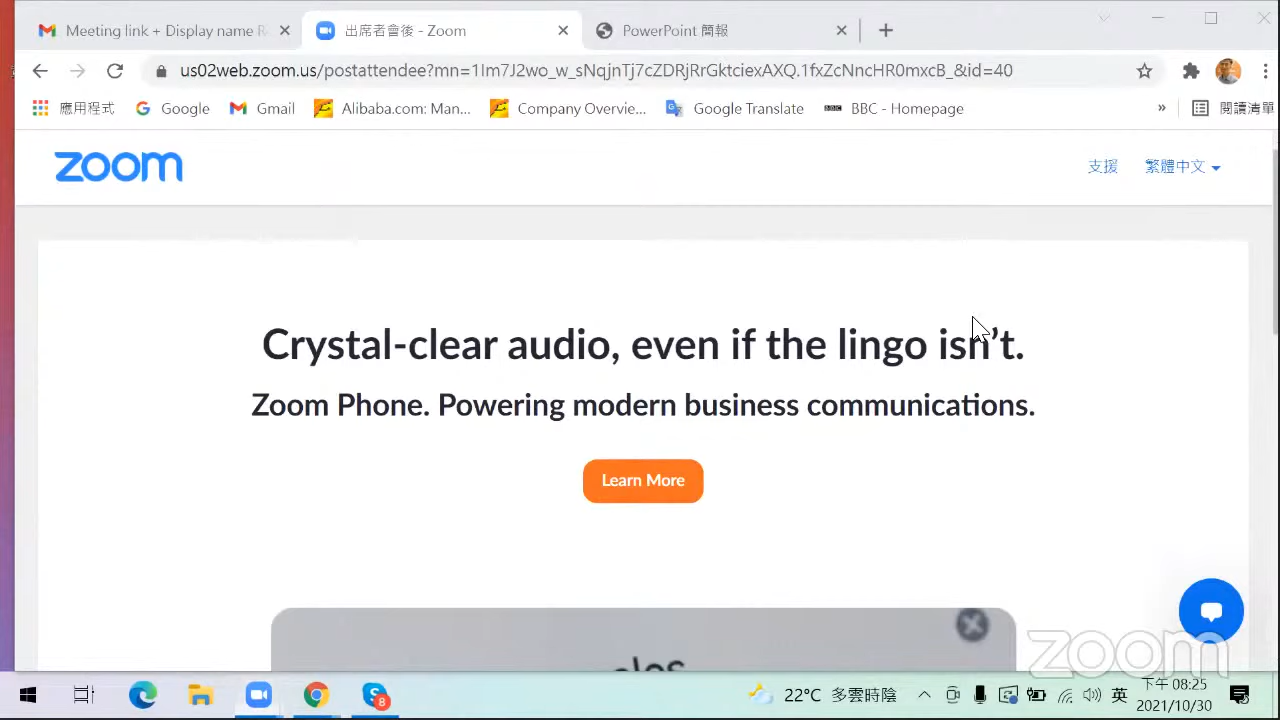 Meeting link + Display name R
出席者會後 - Zoom
PowerPoint 簡報
us02web.zoom.us/postattendee?mn=1Im7J2wo_w_sNqjnTj7cZDRjRrGktciexAXQ.1fxZcNncHR0mxcB_&id=40
應用程式
Google
Gmail
Alibaba.com: Man...
Company Overvie...
Google Translate
BBC
BBC - Homepage
»
閱讀清單
zoom
支援
繁體中文
Crystal-clear audio, even if the lingo isn't.
Zoom Phone. Powering modern business communications.
Learn More
zoom
8
22°C 多雲時陰
英
下午 08:25
2021/10/30